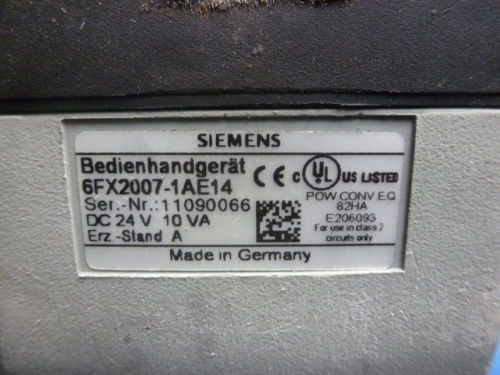 SIEMENS
Bedienhandgerät
6FX2007-1AE14
Ser.-Nr.:11090066
DC 24 V 10 VA
Erz.-Stand A
CE c UL US LISTED
POW.CONV.EQ.
82HA
E206093
For use in class 2
circuits only
Made in Germany